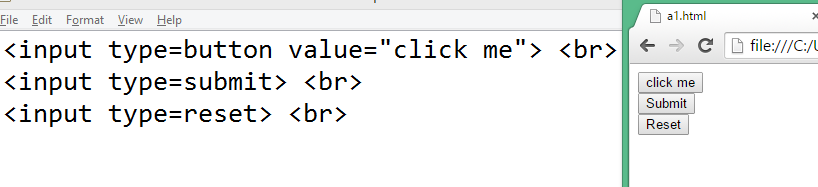 File Edit Format View Help
<input type=button value="click me"> <br>
<input type=submit> <br>
<input type=reset> <br>
a1.html
file:///C:/U
click me
Submit
Reset